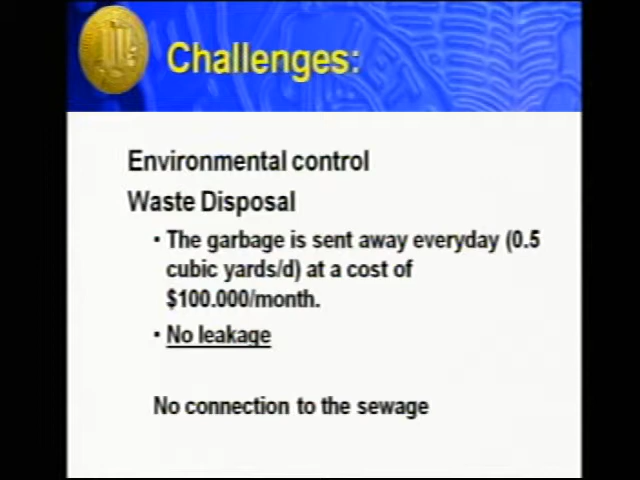 Challenges:
Environmental control
Waste Disposal
• The garbage is sent away everyday (0.5
cubic yards/d) at a cost of
$100.000/month.
• No leakage
No connection to the sewage